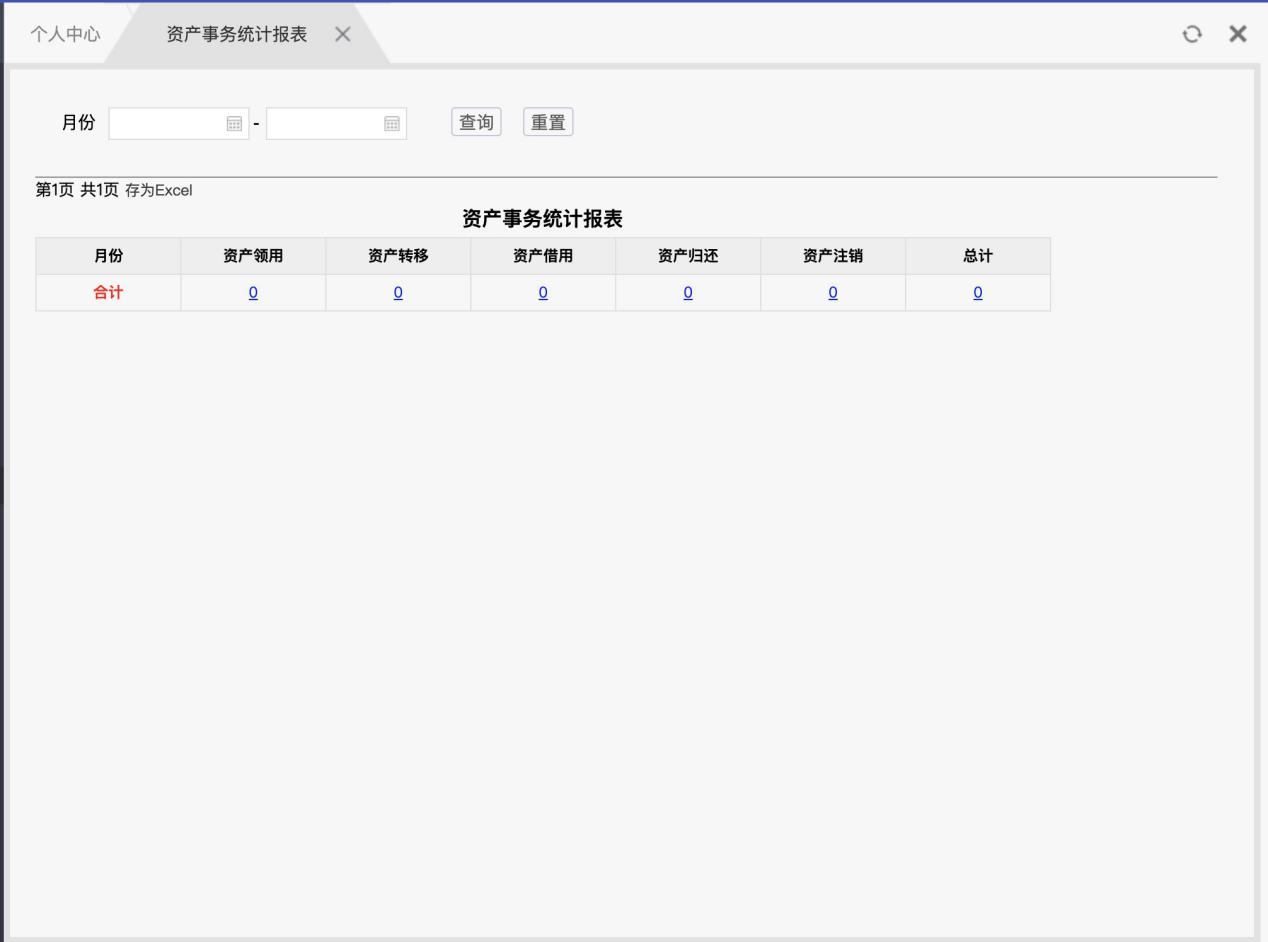 个人中心 资产事务统计报表
月份 - 查询 重置
第1页 共1页 存为Excel
资产事务统计报表
月份 资产领用 资产转移 资产借用 资产归还 资产注销 总计
合计 0 0 0 0 0 0